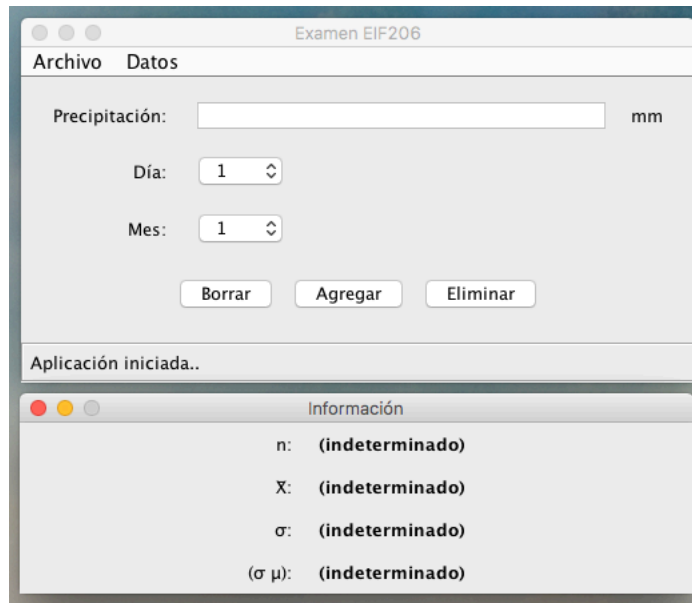 Examen EIF206
Archivo Datos
Precipitación: mm
Día: 1
Mes: 1
Borrar Agregar Eliminar
Aplicación iniciada..
Información
n: (indeterminado)
X̄: (indeterminado)
σ: (indeterminado)
(σ μ): (indeterminado)